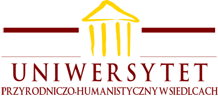 UNIWERSYTET
PRZYRODNICZO-HUMANISTYCZNY W SIEDLCACH